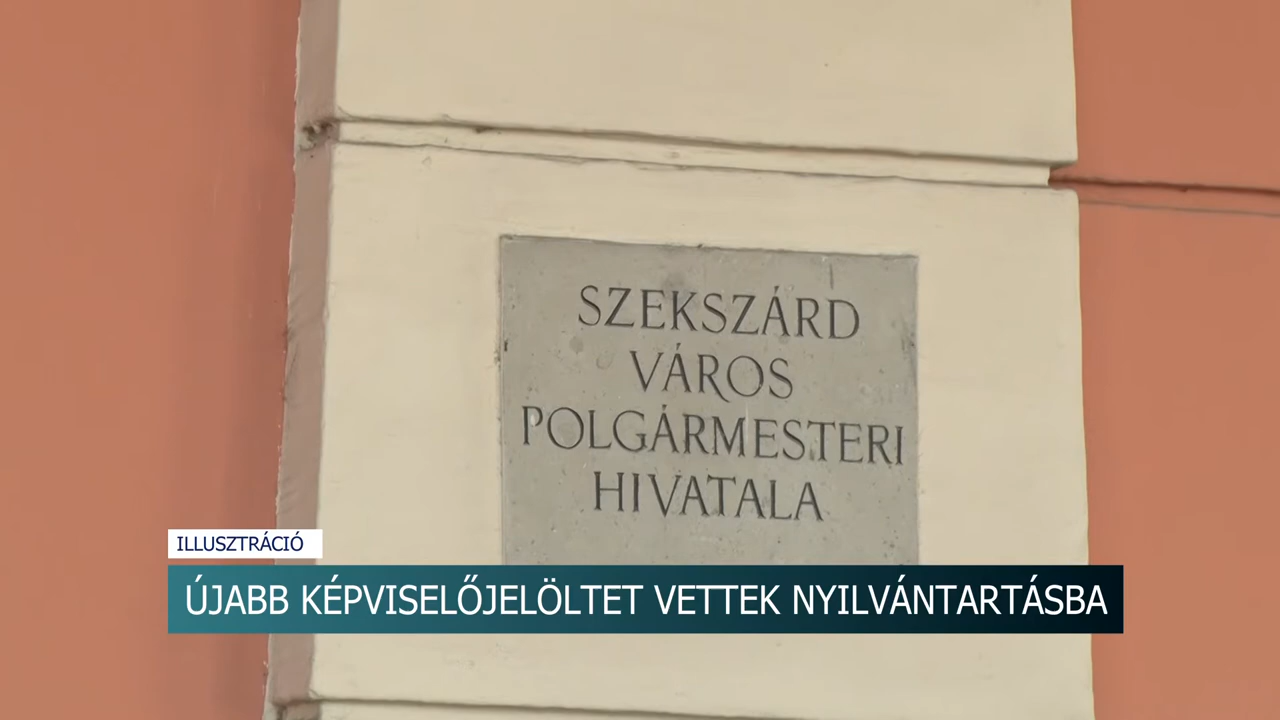 SZEKSZÁRD
VÁROS
POLGÁRMESTERI
HIVATALA
ILLUSZTRÁCIÓ
ÚJABB KÉPVISELŐJELÖLTET VETTEK NYILVÁNTARTÁSBA